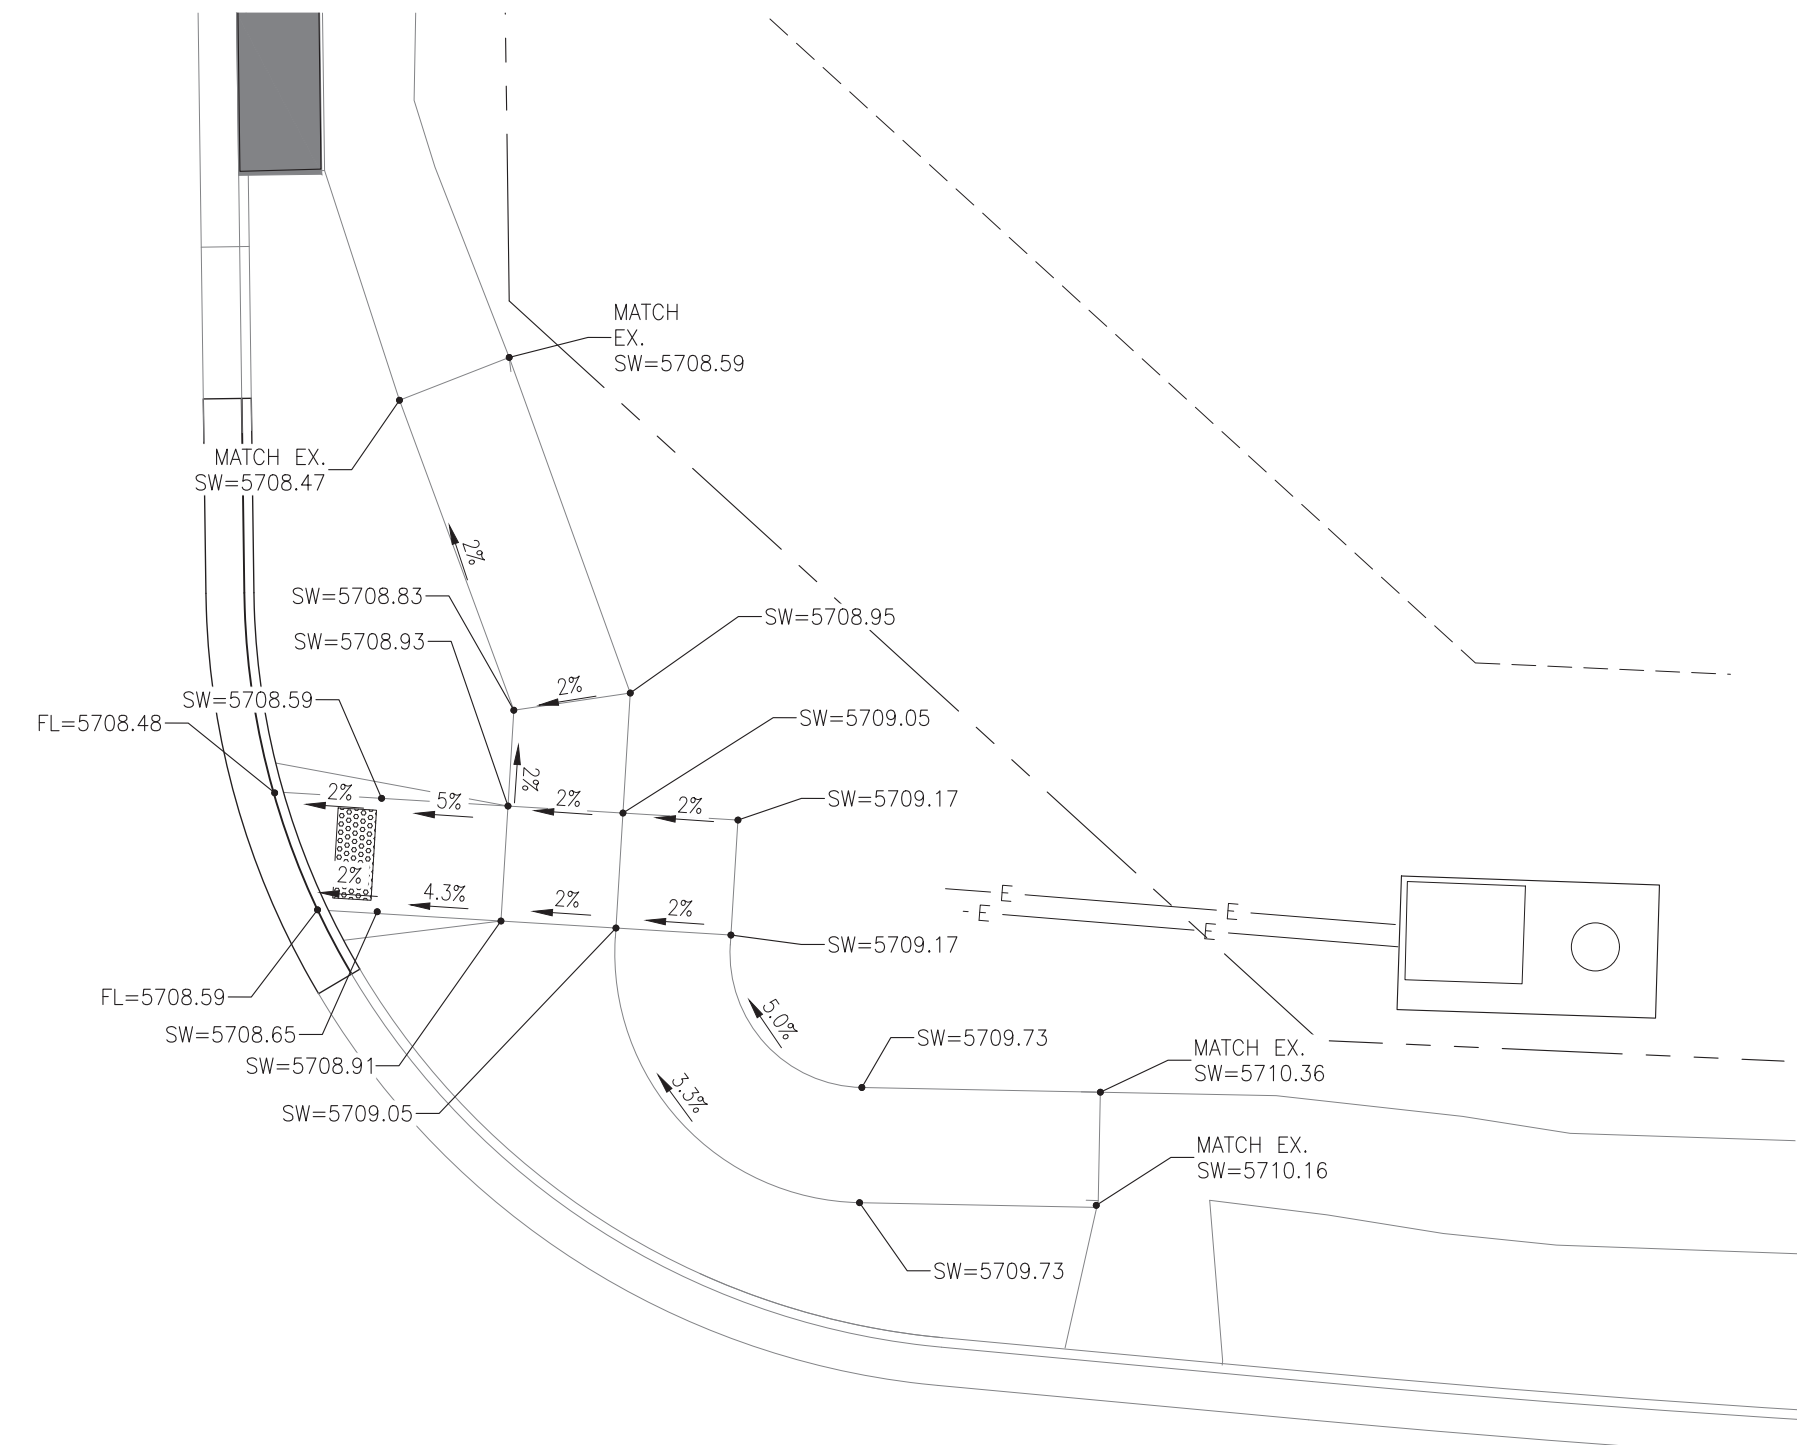 MATCH
EX.
SW=5708.59
MATCH EX.
SW=5708.47
2%
SW=5708.83
SW=5708.95
SW=5708.93
2%
SW=5708.59
FL=5708.48
SW=5709.05
2%
2%
5%
2%
2%
SW=5709.17
2%
4.3%
2%
2%
E
E
E
E
SW=5709.17
FL=5708.59
5.0%
SW=5708.65
SW=5709.73
MATCH EX.
SW=5710.36
SW=5708.91
3.3%
SW=5709.05
MATCH EX.
SW=5710.16
SW=5709.73